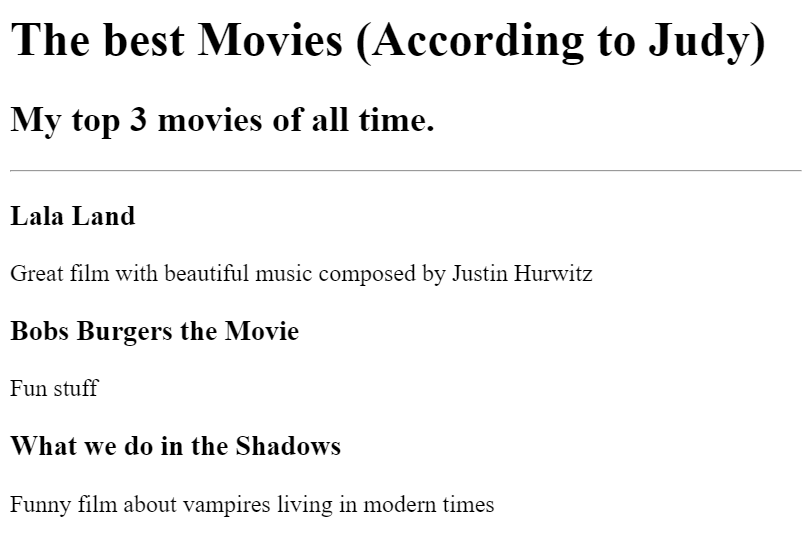 The best Movies (According to Judy)
My top 3 movies of all time.
Lala Land
Great film with beautiful music composed by Justin Hurwitz
Bobs Burgers the Movie
Fun stuff
What we do in the Shadows
Funny film about vampires living in modern times